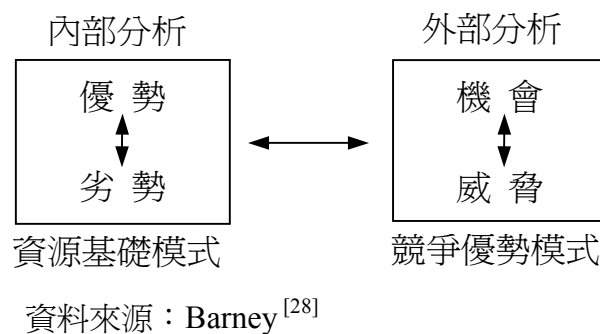 內部分析 外部分析
優 勢 機 會
劣 勢 威 脅
資源基礎模式 競爭優勢模式
資料來源：Barney [28]